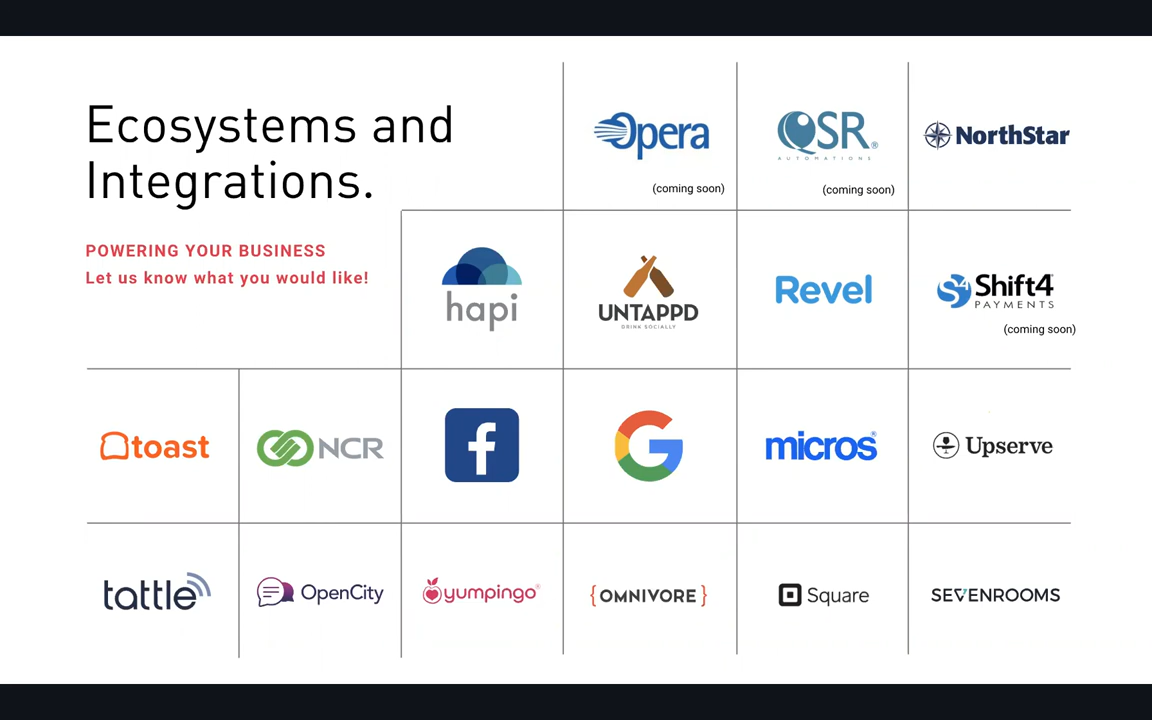 Ecosystems and
Integrations.
POWERING YOUR BUSINESS
Let us know what you would like!
Opera
(coming soon)
QSR®
AUTOMATIONS
(coming soon)
NorthStar
hapi
UNTAPPD
DRINK SOCIALLY
Revel
S4 Shift4
PAYMENTS
(coming soon)
toast
NCR
f
G
micros®
Upserve
tattle
OpenCity
yumpingo®
{OMNIVORE}
Square
SEVENROOMS